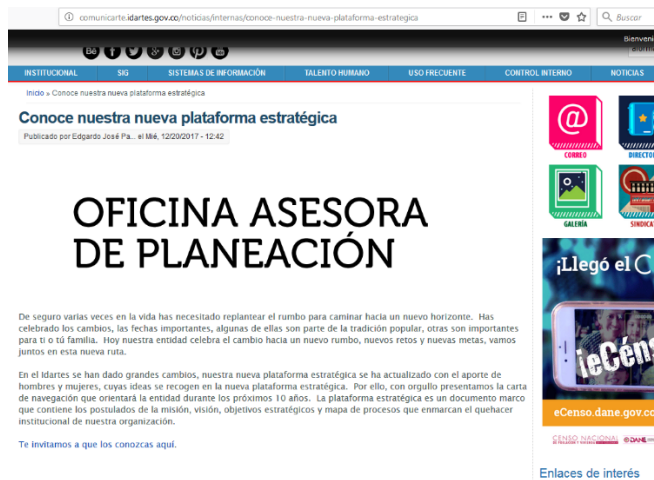 comunicarte.idartes.gov.co/noticias/internas/conoce-nuestra-nueva-plataforma-estrategica
Buscar
Bienveni
INSTITUCIONAL SIG SISTEMAS DE INFORMACIÓN TALENTO HUMANO USO FRECUENTE CONTROL INTERNO NOTICIAS
Inicio » Conoce nuestra nueva plataforma estratégica
Conoce nuestra nueva plataforma estratégica
Publicado por Edgardo José Pa... el Mié, 12/20/2017 - 12:42
OFICINA ASESORA
DE PLANEACIÓN
De seguro varias veces en la vida has necesitado replantear el rumbo para caminar hacia un nuevo horizonte. Has
celebrado los cambios, las fechas importantes, algunas de ellas son parte de la tradición popular, otras son importantes
para ti o tú familia. Hoy nuestra entidad celebra el cambio hacia un nuevo rumbo, nuevos retos y nuevas metas, vamos
juntos en esta nueva ruta.
En el Idartes se han dado grandes cambios, nuestra nueva plataforma estratégica se ha actualizado con el aporte de
hombres y mujeres, cuyas ideas se recogen en la nueva plataforma estratégica. Por ello, con orgullo presentamos la carta
de navegación que orientará la entidad durante los próximos 10 años. La plataforma estratégica es un documento marco
que contiene los postulados de la misión, visión, objetivos estratégicos y mapa de procesos que enmarcan el quehacer
institucional de nuestra organización.
Te invitamos a que los conozcas aquí.
CORREO DIRECTO
GALERÍA SINDICAT
¡Llegó el C
¡eCéns
eCenso.dane.gov.co
CENSO NACIONAL DANE
Enlaces de interés